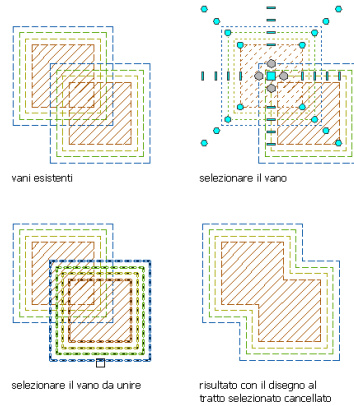 vani esistenti
selezionare il vano
selezionare il vano da unire
risultato con il disegno al
tratto selezionato cancellato